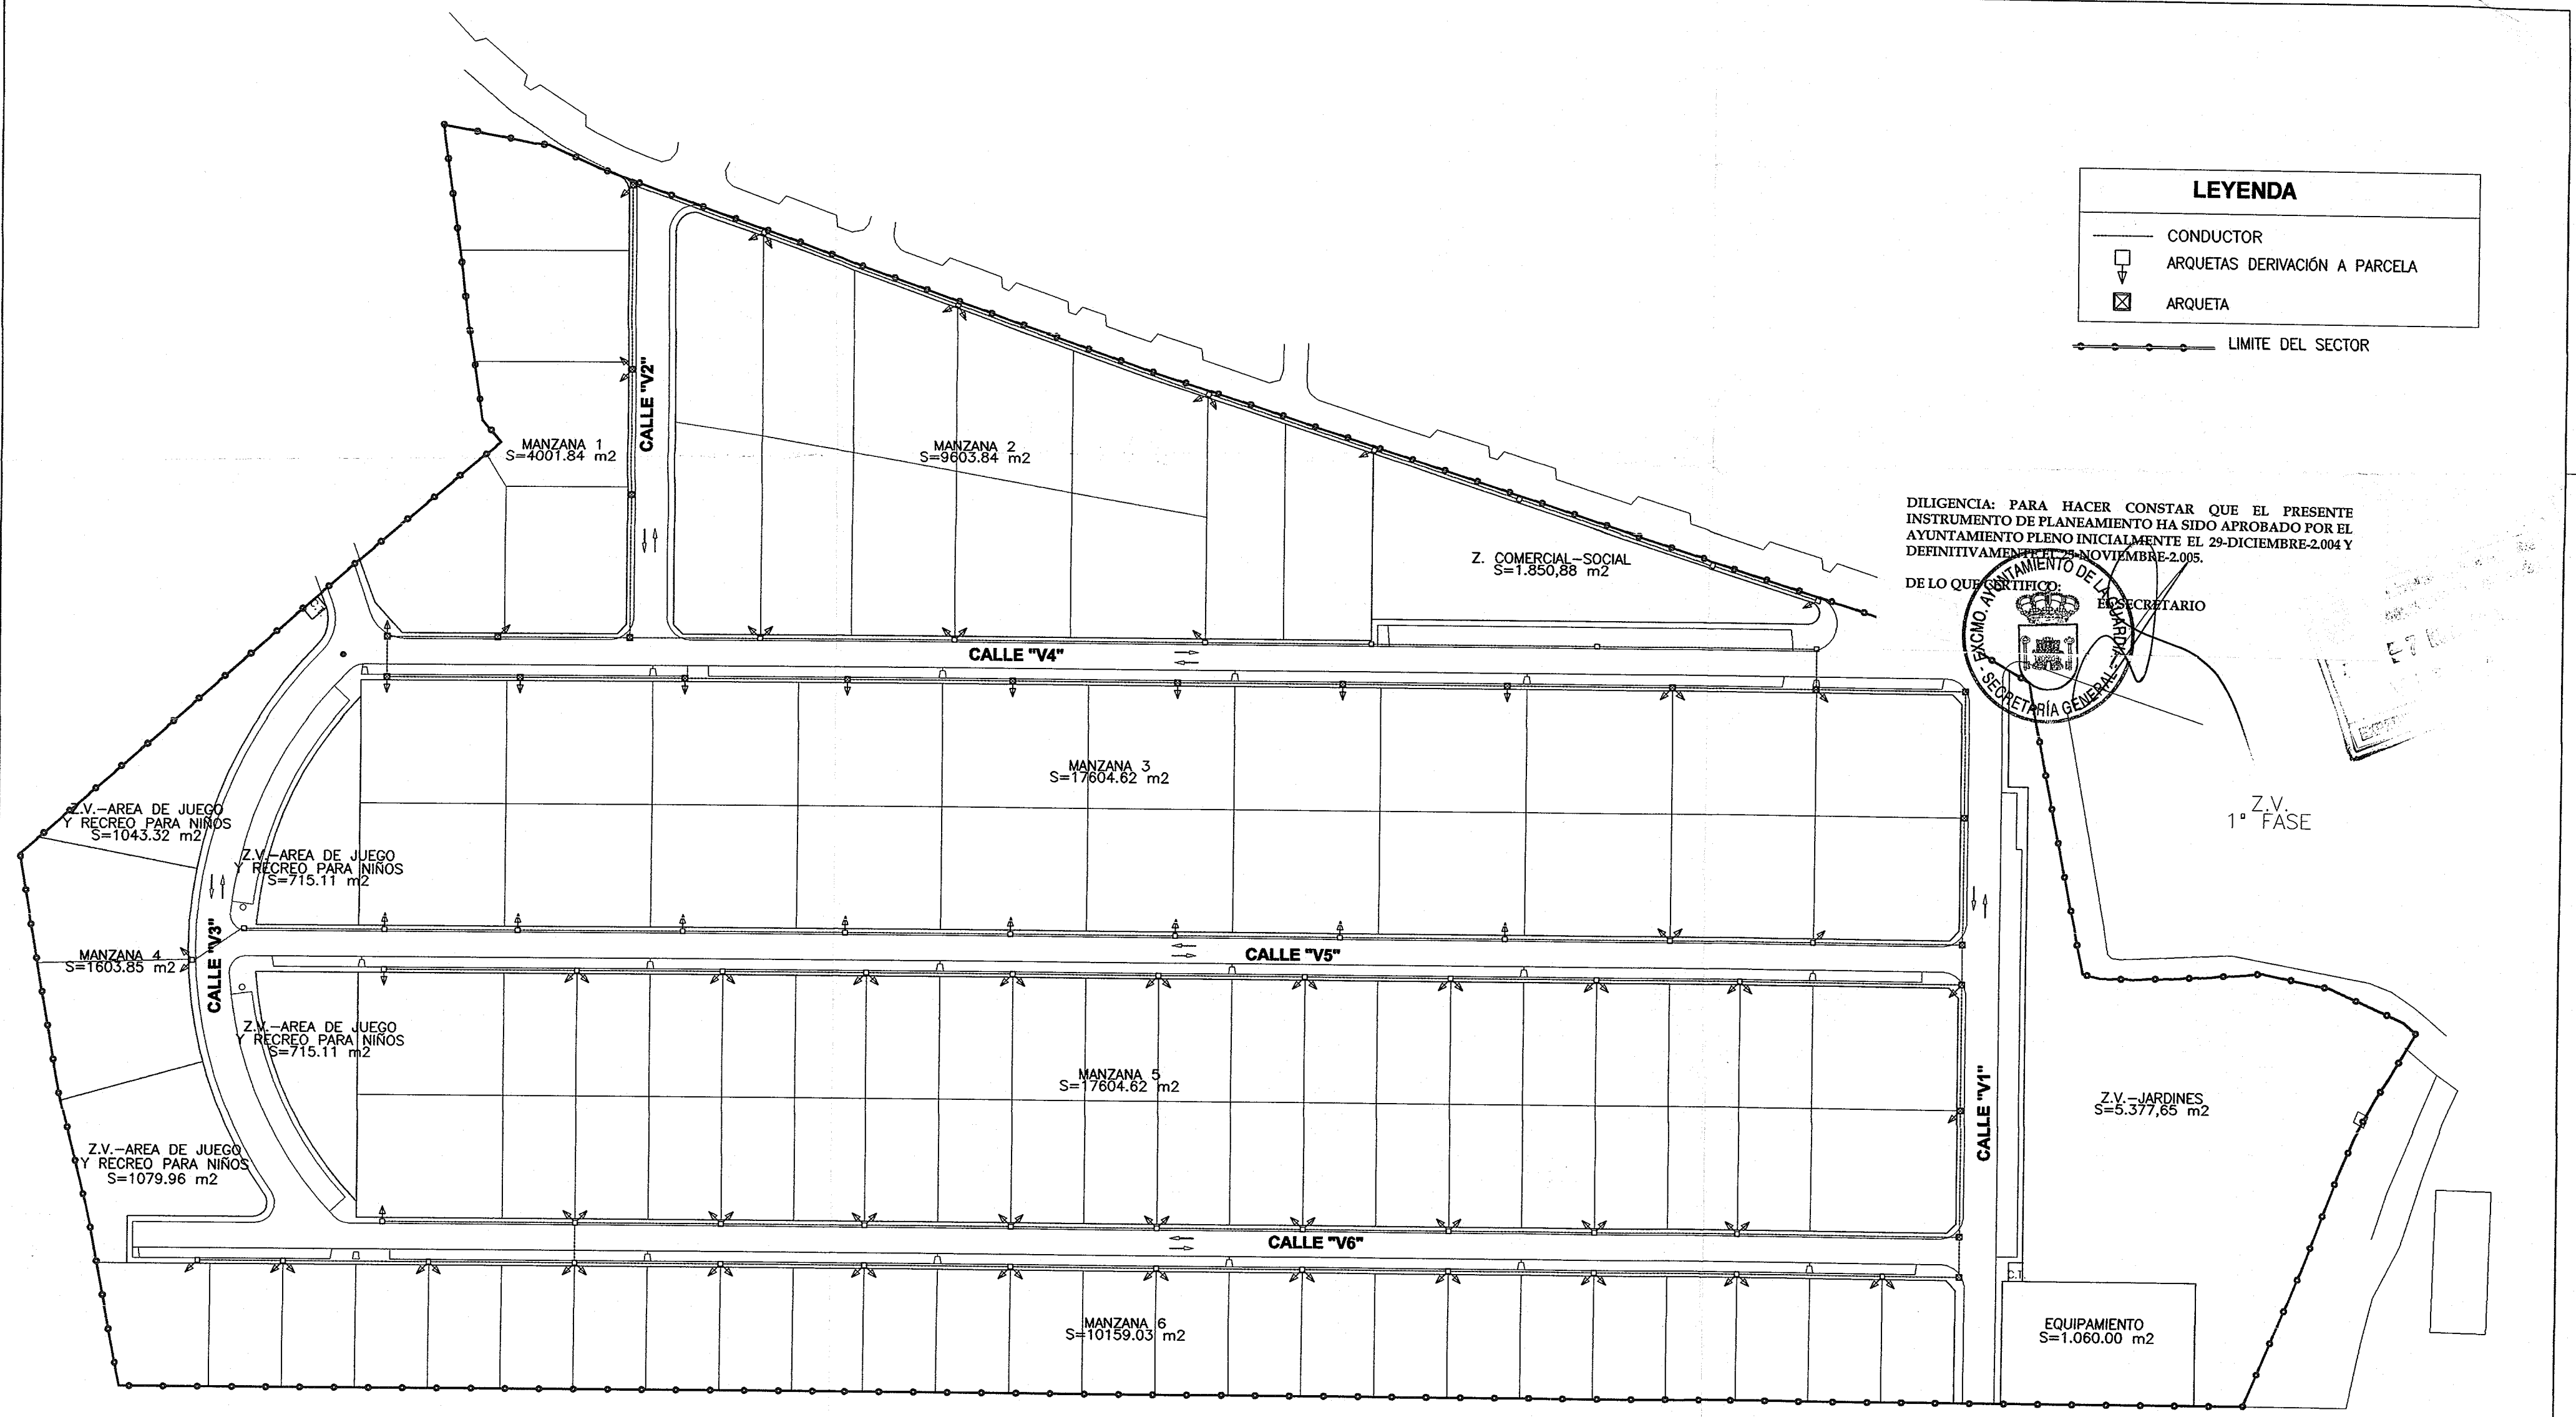 LEYENDA
CONDUCTOR
ARQUETAS DERIVACIÓN A PARCELA
ARQUETA
LIMITE DEL SECTOR
CALLE "V2"
MANZANA 1
S=4001.84 m2
MANZANA 2
S=9603.84 m2
DILIGENCIA: PARA HACER CONSTAR QUE EL PRESENTE
INSTRUMENTO DE PLANEAMIENTO HA SIDO APROBADO POR EL
AYUNTAMIENTO PLENO INICIALMENTE EL 29-DICIEMBRE-2.004 Y
DEFINITIVAMENTE EL 25-NOVIEMBRE-2.005.
DE LO QUE CERTIFICO:
EL SECRETARIO
EXCMO. AYUNTAMIENTO DE LA GUARDIA
SECRETARÍA GENERAL
Z. COMERCIAL-SOCIAL
S=1.850,88 m2
CALLE "V4"
MANZANA 3
S=17604.62 m2
Z.V.
1ª FASE
Z.V.-AREA DE JUEGO
Y RECREO PARA NIÑOS
S=1043.32 m2
Z.V.-AREA DE JUEGO
Y RECREO PARA NIÑOS
S=715.11 m2
CALLE "V3"
MANZANA 4
S=1603.85 m2
CALLE "V5"
Z.V.-AREA DE JUEGO
Y RECREO PARA NIÑOS
S=715.11 m2
MANZANA 5
S=17604.62 m2
CALLE "V1"
Z.V.-JARDINES
S=5.377,65 m2
Z.V.-AREA DE JUEGO
Y RECREO PARA NIÑOS
S=1079.96 m2
CALLE "V6"
C.T.
MANZANA 6
S=10159.03 m2
EQUIPAMIENTO
S=1.060.00 m2